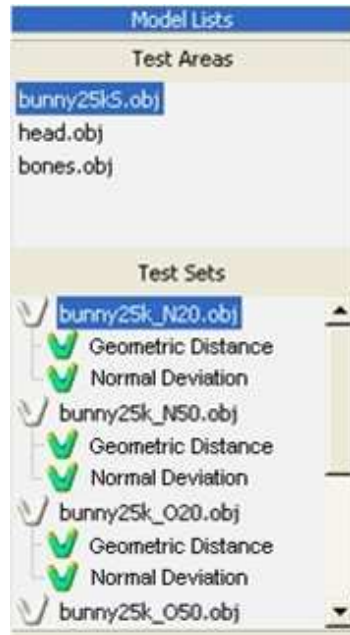 Model Lists
Test Areas
bunny25kS.obj
head.obj
bones.obj
Test Sets
bunny25k_N20.obj
Geometric Distance
Normal Deviation
bunny25k_N50.obj
Geometric Distance
Normal Deviation
bunny25k_O20.obj
Geometric Distance
Normal Deviation
bunny25k_O50.obj